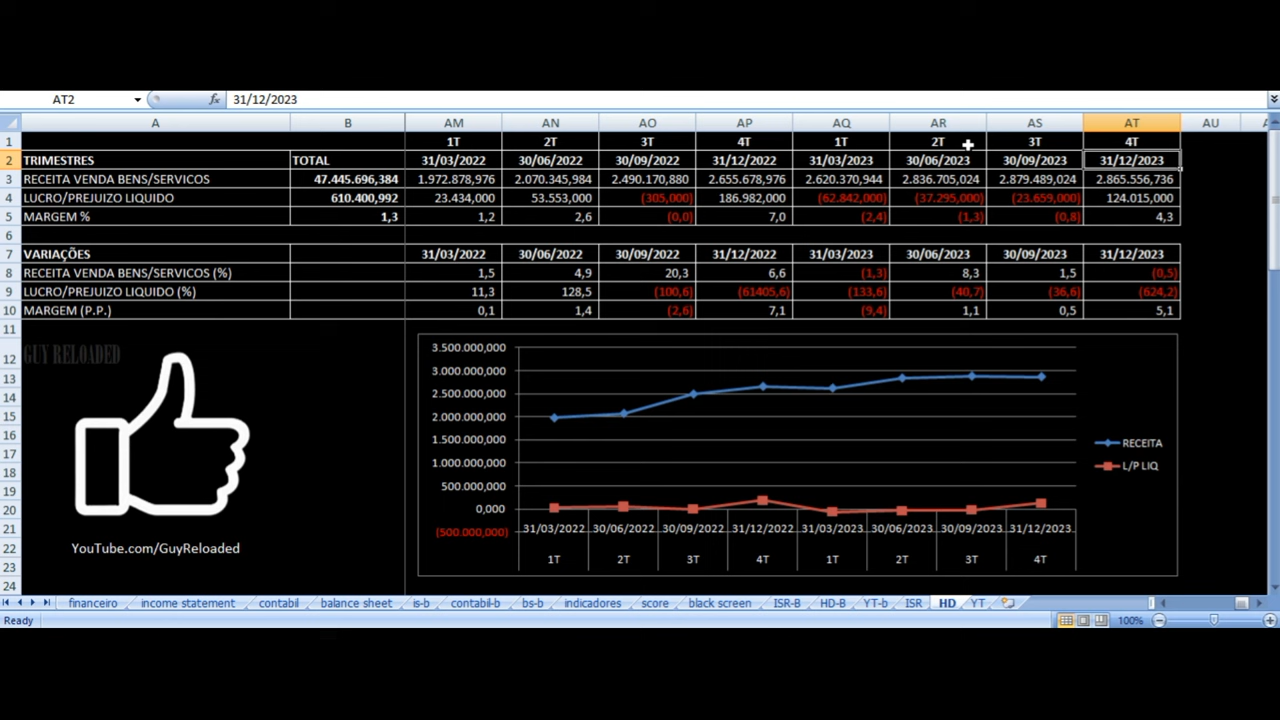 AT2 fx 31/12/2023
A B AM AN AO AP AQ AR AS AT AU
1 1T 2T 3T 4T 1T 2T 3T 4T
2 TRIMESTRES TOTAL 31/03/2022 30/06/2022 30/09/2022 31/12/2022 31/03/2023 30/06/2023 30/09/2023 31/12/2023
3 RECEITA VENDA BENS/SERVICOS 47.445.696,384 1.972.878,976 2.070.345,984 2.490.170,880 2.655.678,976 2.620.370,944 2.836.705,024 2.879.489,024 2.865.556,736
4 LUCRO/PREJUIZO LIQUIDO 610.400,992 23.434,000 53.553,000 (305,000) 186.982,000 (62.842,000) (37.295,000) (23.659,000) 124.015,000
5 MARGEM % 1,3 1,2 2,6 (0,0) 7,0 (2,4) (1,3) (0,8) 4,3
6
7 VARIAÇÕES 31/03/2022 30/06/2022 30/09/2022 31/12/2022 31/03/2023 30/06/2023 30/09/2023 31/12/2023
8 RECEITA VENDA BENS/SERVICOS (%) 1,5 4,9 20,3 6,6 (1,3) 8,3 1,5 (0,5)
9 LUCRO/PREJUIZO LIQUIDO (%) 11,3 128,5 (100,6) (61405,6) (133,6) (40,7) (36,6) (624,2)
10 MARGEM (P.P.) 0,1 1,4 (2,6) 7,1 (9,4) 1,1 0,5 5,1
11
12 GUY RELOADED
13
14
15
16
17
18
19
20
21
22
23
24
YouTube.com/GuyReloaded
3.500.000,000
3.000.000,000
2.500.000,000
2.000.000,000
1.500.000,000
1.000.000,000
500.000,000
0,000
(500.000,000)
31/03/2022 30/06/2022 30/09/2022 31/12/2022 31/03/2023 30/06/2023 30/09/2023 31/12/2023
1T 2T 3T 4T 1T 2T 3T 4T
RECEITA
L/P LIQ
financeiro income statement contabil balance sheet is-b contabil-b bs-b indicadores score black screen ISR-B HD-B YT-b ISR HD YT
Ready 100%